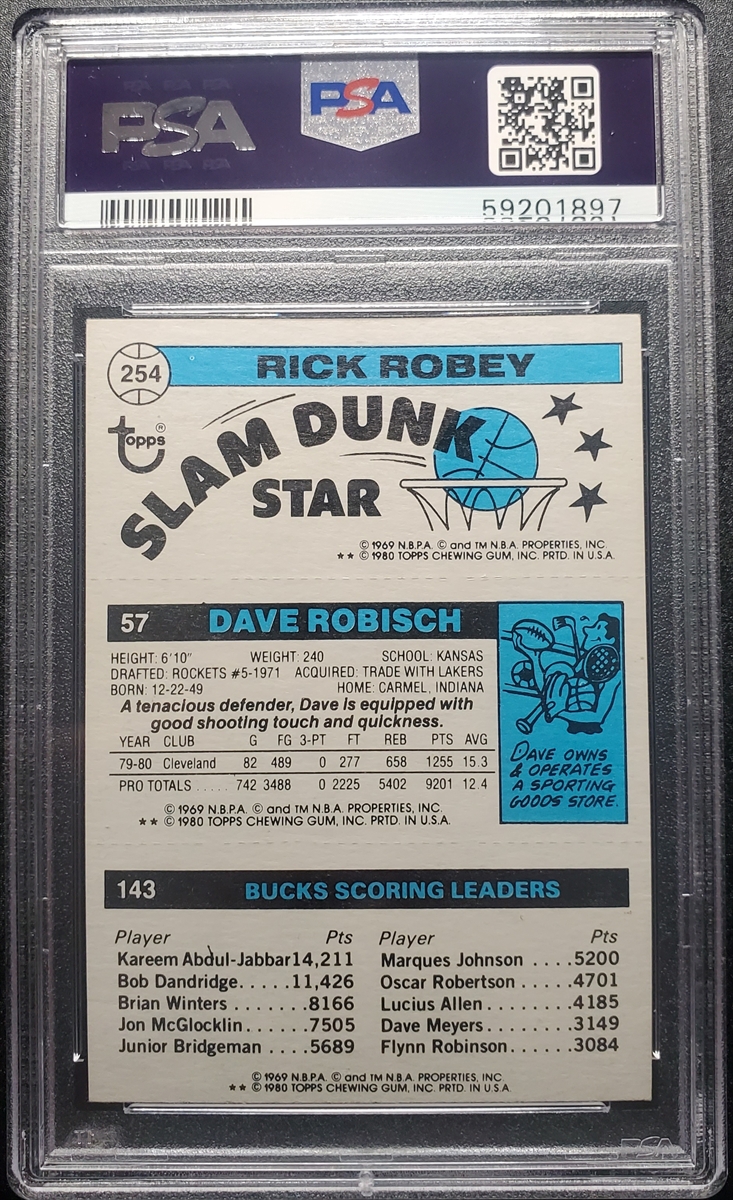 PSA
PSA
59201897
254
RICK ROBEY
topps®
SLAM DUNK
STAR
© 1969 N.B.P.A. © and TM N.B.A. PROPERTIES, INC.
★★ © 1980 TOPPS CHEWING GUM, INC. PRTD. IN U.S.A.
57 DAVE ROBISCH
HEIGHT: 6'10" WEIGHT: 240 SCHOOL: KANSAS
DRAFTED: ROCKETS #5-1971 ACQUIRED: TRADE WITH LAKERS
BORN: 12-22-49 HOME: CARMEL, INDIANA
A tenacious defender, Dave is equipped with
good shooting touch and quickness.
YEAR CLUB G FG 3-PT FT REB PTS AVG
79-80 Cleveland 82 489 0 277 658 1255 15.3
PRO TOTALS ..... 742 3488 0 2225 5402 9201 12.4
© 1969 N.B.P.A. © and TM N.B.A. PROPERTIES, INC.
★★ © 1980 TOPPS CHEWING GUM, INC. PRTD. IN U.S.A.
DAVE OWNS
& OPERATES
A SPORTING
GOODS STORE.
143 BUCKS SCORING LEADERS
Player Pts Player Pts
Kareem Abdul-Jabbar 14,211 Marques Johnson ....5200
Bob Dandridge.....11,426 Oscar Robertson ....4701
Brian Winters .......8166 Lucius Allen .......4185
Jon McGlocklin......7505 Dave Meyers........3149
Junior Bridgeman ....5689 Flynn Robinson......3084
© 1969 N.B.P.A. © and TM N.B.A. PROPERTIES, INC.
★★ © 1980 TOPPS CHEWING GUM, INC. PRTD. IN U.S.A.
PSA